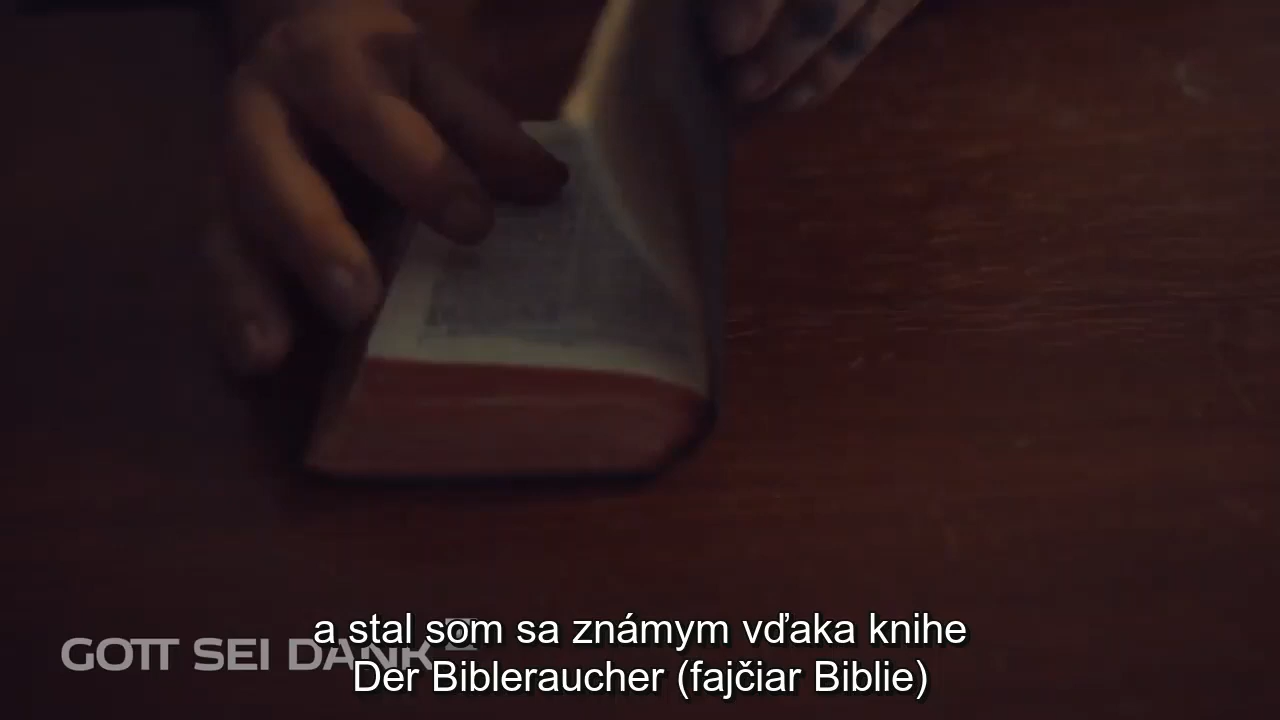 a stal som sa známym vďaka knihe
GOTT SEI DANK
Der Bibleraucher (fajčiar Biblie)